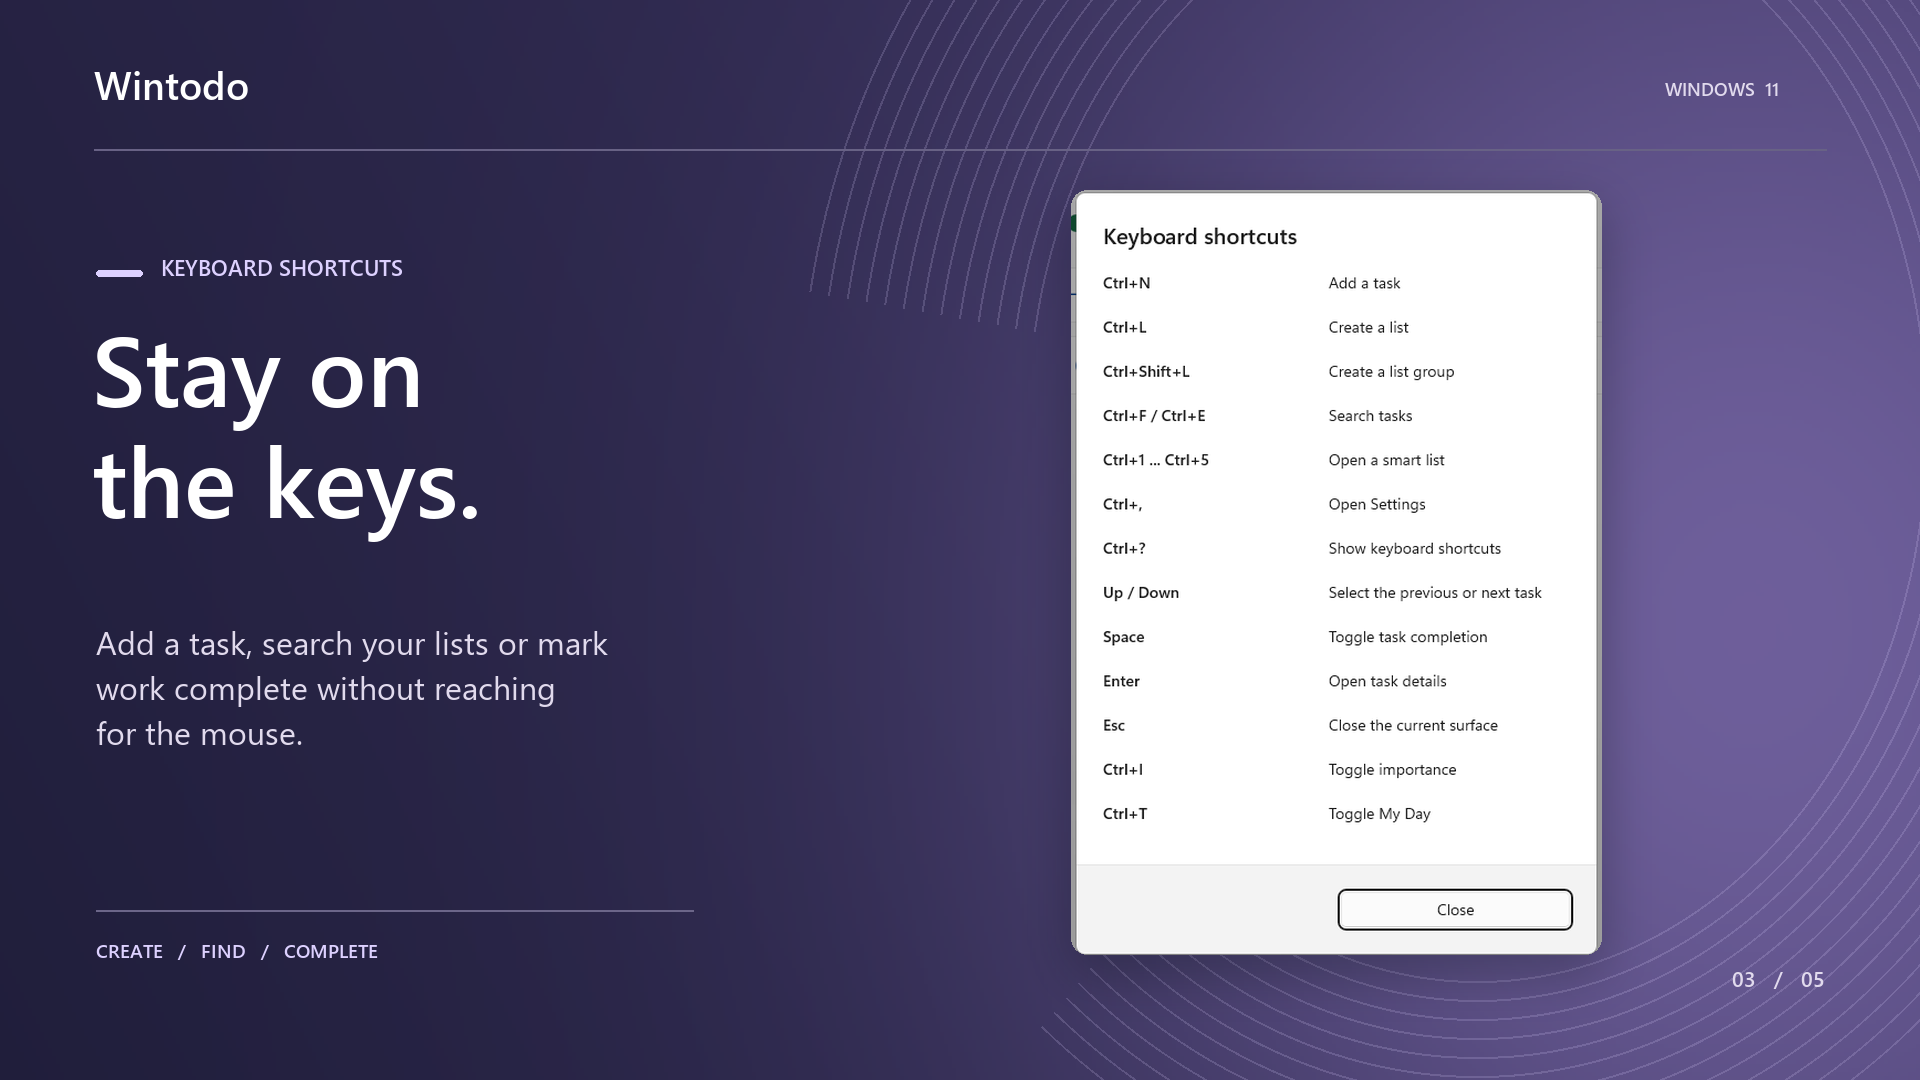 Wintodo
WINDOWS 11
KEYBOARD SHORTCUTS
Stay on
the keys.
Add a task, search your lists or mark
work complete without reaching
for the mouse.
CREATE / FIND / COMPLETE
Keyboard shortcuts
Ctrl+N Add a task
Ctrl+L Create a list
Ctrl+Shift+L Create a list group
Ctrl+F / Ctrl+E Search tasks
Ctrl+1 ... Ctrl+5 Open a smart list
Ctrl+, Open Settings
Ctrl+? Show keyboard shortcuts
Up / Down Select the previous or next task
Space Toggle task completion
Enter Open task details
Esc Close the current surface
Ctrl+I Toggle importance
Ctrl+T Toggle My Day
Close
03 / 05